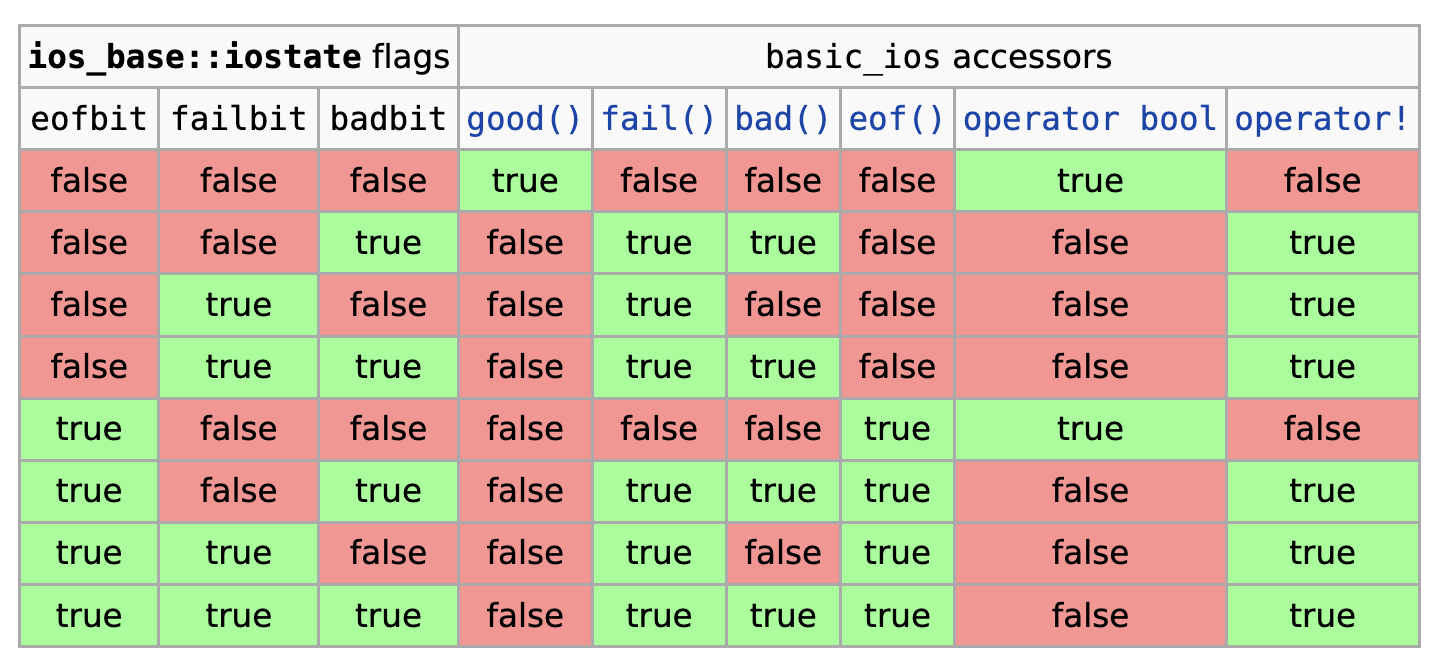 ios_base::iostate flags basic_ios accessors
eofbit failbit badbit good() fail() bad() eof() operator bool operator!
false false false true false false false true false
false false true false true true false false true
false true false false true false false false true
false true true false true true false false true
true false false false false false true true false
true false true false true true true false true
true true false false true false true false true
true true true false true true true false true